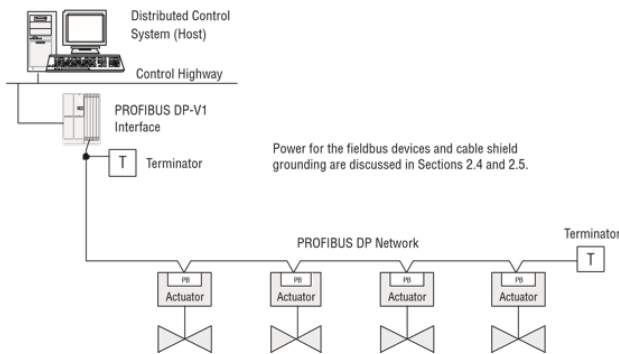 Distributed Control
System (Host)
Control Highway
PROFIBUS DP-V1
Interface
T
Terminator
Power for the fieldbus devices and cable shield
grounding are discussed in Sections 2.4 and 2.5.
Terminator
T
PROFIBUS DP Network
PB
Actuator
PB
Actuator
PB
Actuator
PB
Actuator